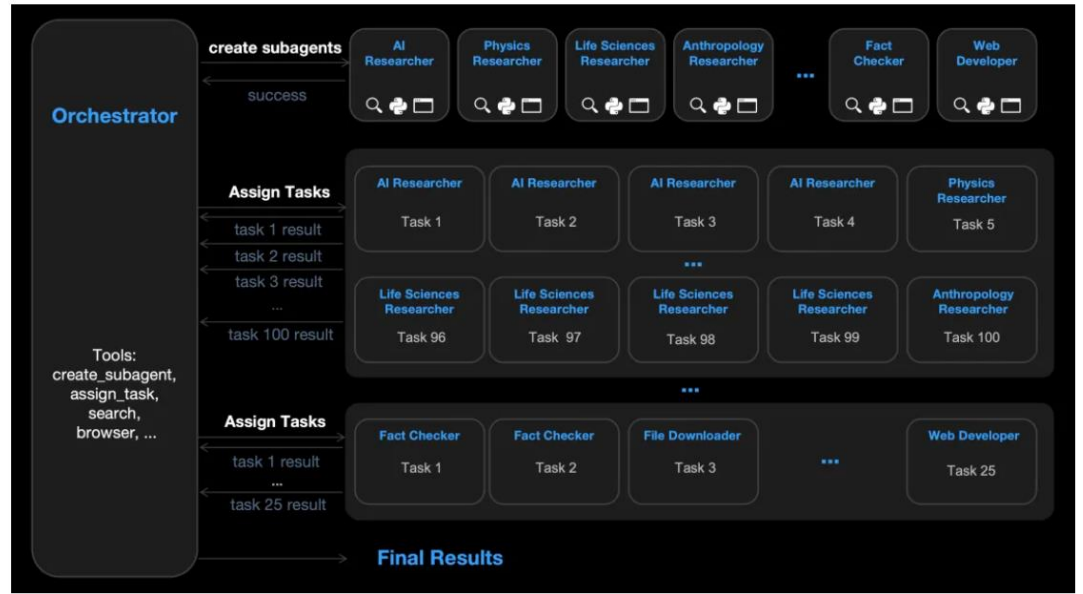 Orchestrator
Tools:
create_subagent,
assign_task,
search,
browser, ...
create subagents
success
AI
Researcher
Physics
Researcher
Life Sciences
Researcher
Anthropology
Researcher
...
Fact
Checker
Web
Developer
Assign Tasks
task 1 result
task 2 result
task 3 result
...
task 100 result
AI Researcher
Task 1
AI Researcher
Task 2
AI Researcher
Task 3
AI Researcher
Task 4
Physics
Researcher
Task 5
...
Life Sciences
Researcher
Task 96
Life Sciences
Researcher
Task 97
Life Sciences
Researcher
Task 98
Life Sciences
Researcher
Task 99
Anthropology
Researcher
Task 100
...
Assign Tasks
task 1 result
...
task 25 result
Fact Checker
Task 1
Fact Checker
Task 2
File Downloader
Task 3
...
Web Developer
Task 25
Final Results